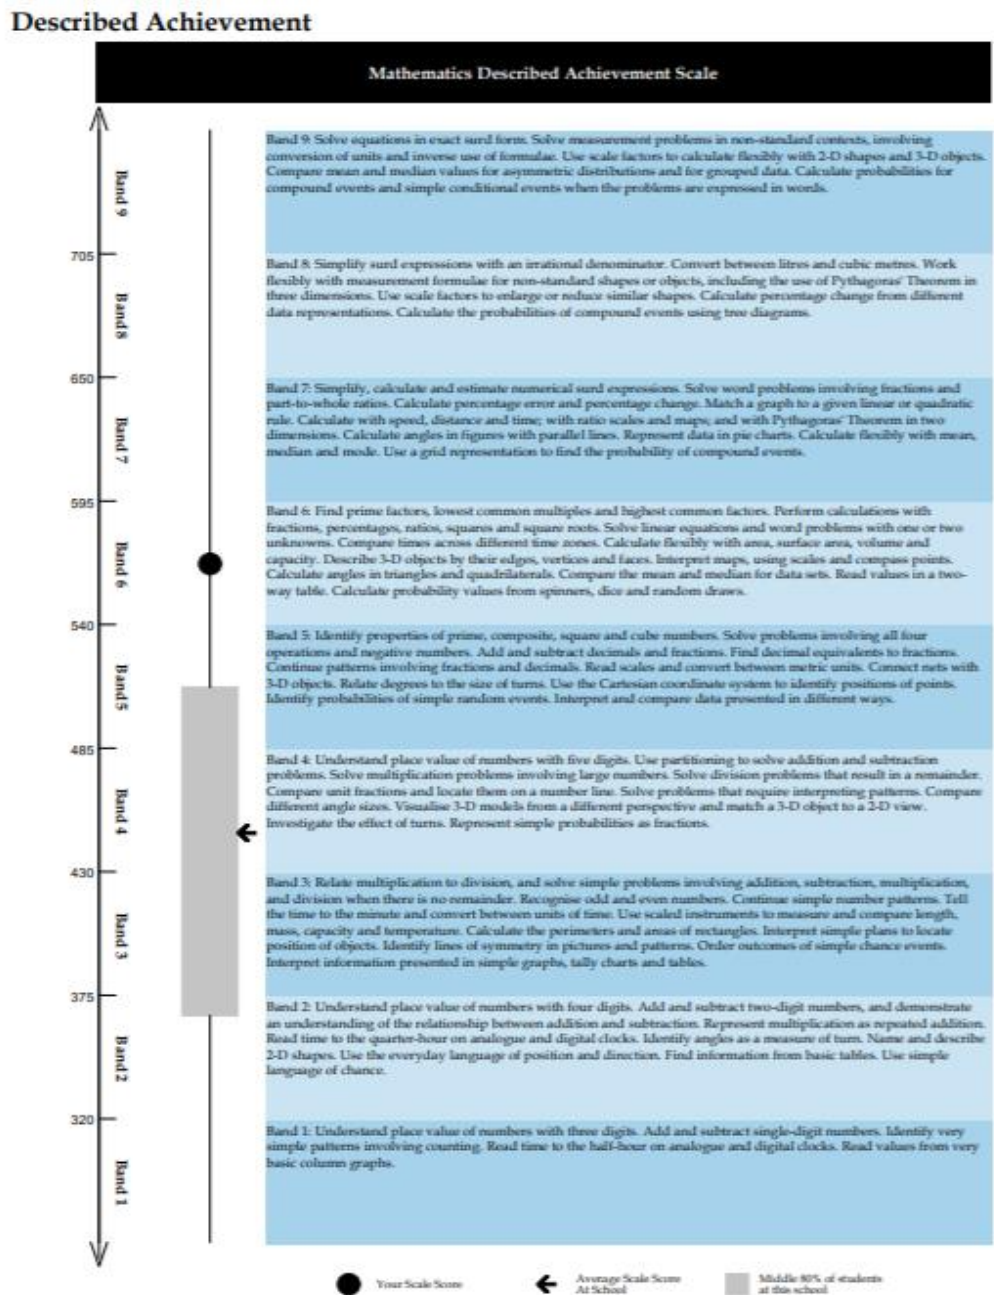 Described Achievement
Mathematics Described Achievement Scale
Band 9
Band 9: Solve equations in exact surd form. Solve measurement problems in non-standard contexts, involving
conversion of units and inverse use of formulae. Use scale factors to calculate flexibly with 2-D shapes and 3-D objects.
Compare mean and median values for asymmetric distributions and for grouped data. Calculate probabilities for
compound events and simple conditional events when the problems are expressed in words.
705
Band 8
Band 8: Simplify surd expressions with an irrational denominator. Convert between litres and cubic metres. Work
flexibly with measurement formulae for non-standard shapes or objects, including the use of Pythagoras' Theorem in
three dimensions. Use scale factors to enlarge or reduce similar shapes. Calculate percentage change from different
data representations. Calculate the probabilities of compound events using tree diagrams.
650
Band 7
Band 7: Simplify, calculate and estimate numerical surd expressions. Solve word problems involving fractions and
part-to-whole ratios. Calculate percentage error and percentage change. Match a graph to a given linear or quadratic
rule. Calculate with speed, distance and time; with ratio scales and maps; and with Pythagoras' Theorem in two
dimensions. Calculate angles in figures with parallel lines. Represent data in pie charts. Calculate flexibly with mean,
median and mode. Use a grid representation to find the probability of compound events.
595
Band 6
Band 6: Find prime factors, lowest common multiples and highest common factors. Perform calculations with
fractions, percentages, ratios, squares and square roots. Solve linear equations and word problems with one or two
unknowns. Compare times across different time zones. Calculate flexibly with area, surface area, volume and
capacity. Describe 3-D objects by their edges, vertices and faces. Interpret maps, using scales and compass points.
Calculate angles in triangles and quadrilaterals. Compare the mean and median for data sets. Read values in a two-
way table. Calculate probability values from spinners, dice and random draws.
540
Band 5
Band 5: Identify properties of prime, composite, square and cube numbers. Solve problems involving all four
operations and negative numbers. Add and subtract decimals and fractions. Find decimal equivalents to fractions.
Continue patterns involving fractions and decimals. Read scales and convert between metric units. Connect nets with
3-D objects. Relate degrees to the size of turns. Use the Cartesian coordinate system to identify positions of points.
Identify probabilities of simple random events. Interpret and compare data presented in different ways.
485
Band 4
Band 4: Understand place value of numbers with five digits. Use partitioning to solve addition and subtraction
problems. Solve multiplication problems involving large numbers. Solve division problems that result in a remainder.
Compare unit fractions and locate them on a number line. Solve problems that require interpreting patterns. Compare
different angle sizes. Visualise 3-D models from a different perspective and match a 3-D object to a 2-D view.
Investigate the effect of turns. Represent simple probabilities as fractions.
430
Band 3
Band 3: Relate multiplication to division, and solve simple problems involving addition, subtraction, multiplication,
and division when there is no remainder. Recognise odd and even numbers. Continue simple number patterns. Tell
the time to the minute and convert between units of time. Use scaled instruments to measure and compare length,
mass, capacity and temperature. Calculate the perimeters and areas of rectangles. Interpret simple plans to locate
position of objects. Identify lines of symmetry in pictures and patterns. Order outcomes of simple chance events.
Interpret information presented in simple graphs, tally charts and tables.
375
Band 2
Band 2: Understand place value of numbers with four digits. Add and subtract two-digit numbers, and demonstrate
an understanding of the relationship between addition and subtraction. Represent multiplication as repeated addition.
Read time to the quarter-hour on analogue and digital clocks. Identify angles as a measure of turn. Name and describe
2-D shapes. Use the everyday language of position and direction. Find information from basic tables. Use simple
language of chance.
320
Band 1
Band 1: Understand place value of numbers with three digits. Add and subtract single-digit numbers. Identify very
simple patterns involving counting. Read time to the half-hour on analogue and digital clocks. Read values from very
basic column graphs.
Your Scale Score
Average Scale Score
At School
Middle 80% of students
at this school